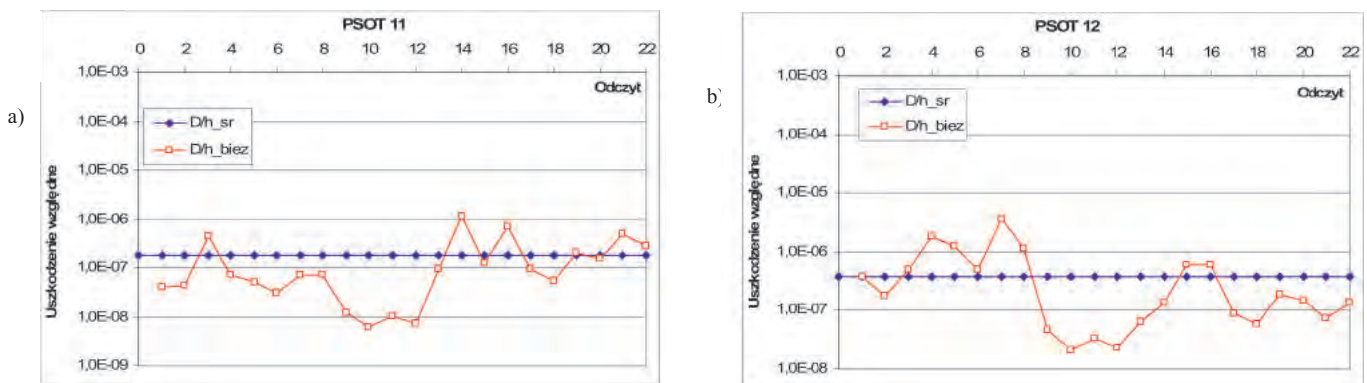 a)
PSOT 11
0 2 4 6 8 10 12 14 16 18 20 22
Odczyt
Uszkodzenie względne
1,0E-03
1,0E-04
1,0E-05
1,0E-06
1,0E-07
1,0E-08
1,0E-09
D/h_sr
D/h_biez
b)
PSOT 12
0 2 4 6 8 10 12 14 16 18 20 22
Odczyt
Uszkodzenie względne
1,0E-03
1,0E-04
1,0E-05
1,0E-06
1,0E-07
1,0E-08
D/h_sr
D/h_biez